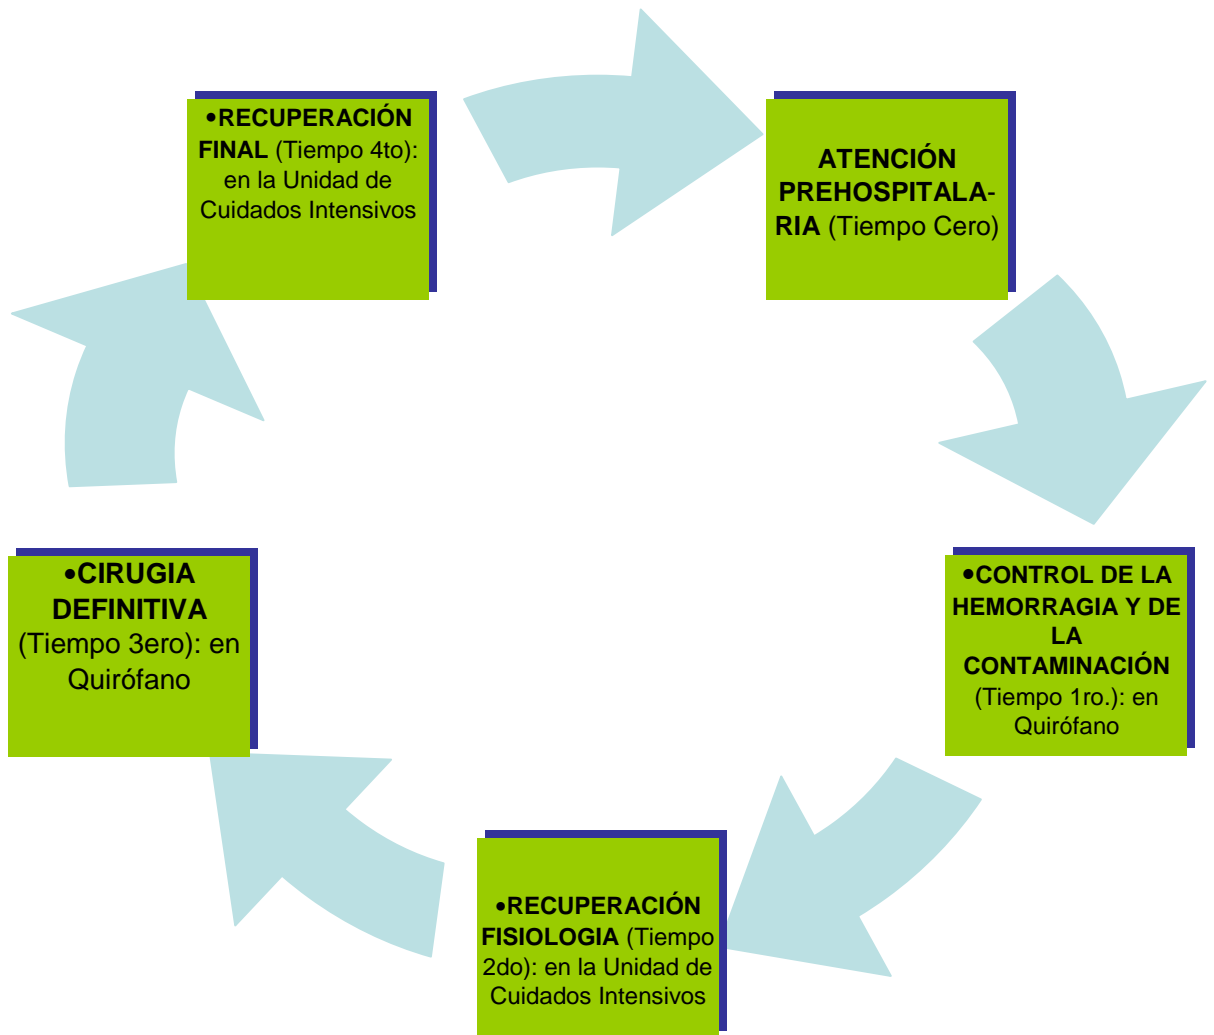 •RECUPERACIÓN
FINAL (Tiempo 4to):
en la Unidad de
Cuidados Intensivos
ATENCIÓN
PREHOSPITALA-
RIA (Tiempo Cero)
•CONTROL DE LA
HEMORRAGIA Y DE
LA
CONTAMINACIÓN
(Tiempo 1ro.): en
Quirófano
•RECUPERACIÓN
FISIOLOGIA (Tiempo
2do): en la Unidad de
Cuidados Intensivos
•CIRUGIA
DEFINITIVA
(Tiempo 3ero): en
Quirófano